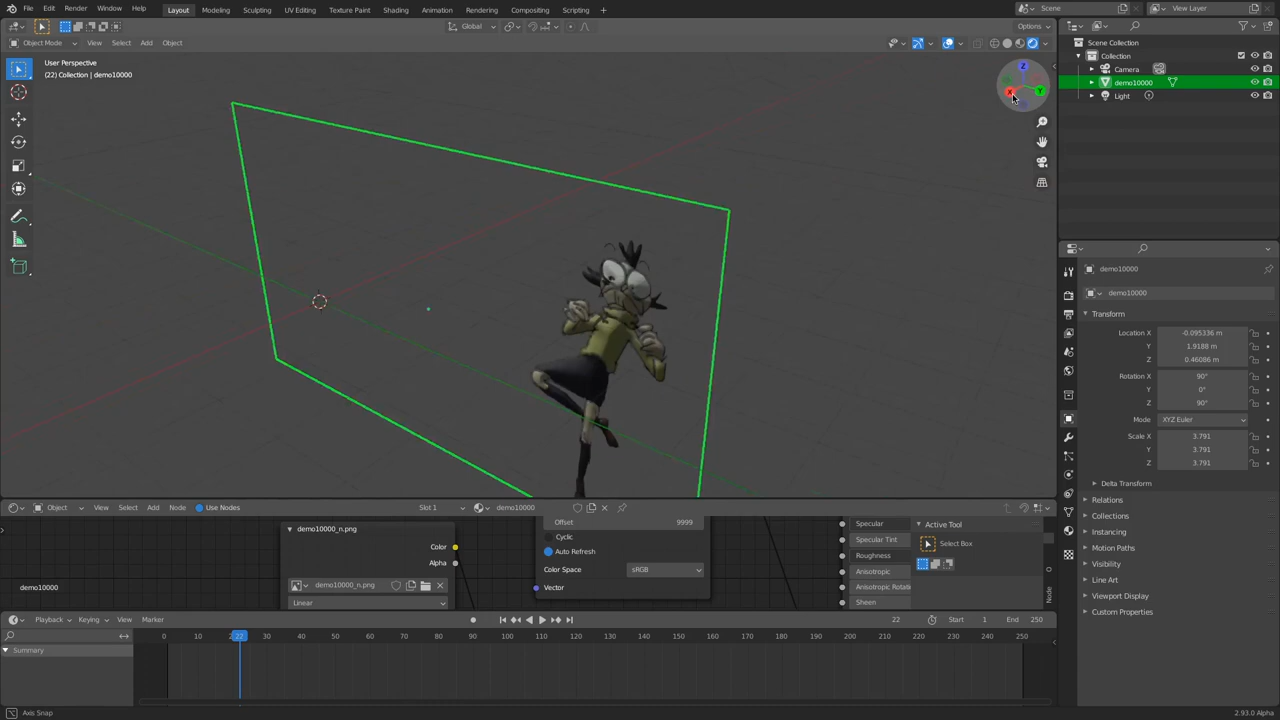 File Edit Render Window Help Layout Modeling Sculpting UV Editing Texture Paint Shading Animation Rendering Compositing Scripting + Scene View Layer
Global Options
Object Mode View Select Add Object
User Perspective
(22) Collection | demo10000
Z
X
Y
Scene Collection
Collection
Camera
demo10000
Light
demo10000
demo10000
Transform
Location X -0.095336 m
Y 1.9188 m
Z 0.46086 m
Rotation X 90°
Y 0°
Z 90°
Mode XYZ Euler
Scale X 3.791
Y 3.791
Z 3.791
Delta Transform
Relations
Collections
Instancing
Motion Paths
Visibility
Line Art
Viewport Display
Custom Properties
Object View Select Add Node Use Nodes Slot 1 demo10000
demo10000_n.png
Color
Alpha
demo10000_n.png
Linear
Offset 9999
Cyclic
Auto Refresh
Color Space sRGB
Vector
Specular
Specular Tint
Roughness
Anisotropic
Anisotropic Rotati
Sheen
Active Tool
Select Box
Node
demo10000
Playback Keying View Marker 22 Start 1 End 250
0 10 22 30 40 50 60 70 80 90 100 110 120 130 140 150 160 170 180 190 200 210 220 230 240 250
Summary
Axis Snap 2.93.0 Alpha